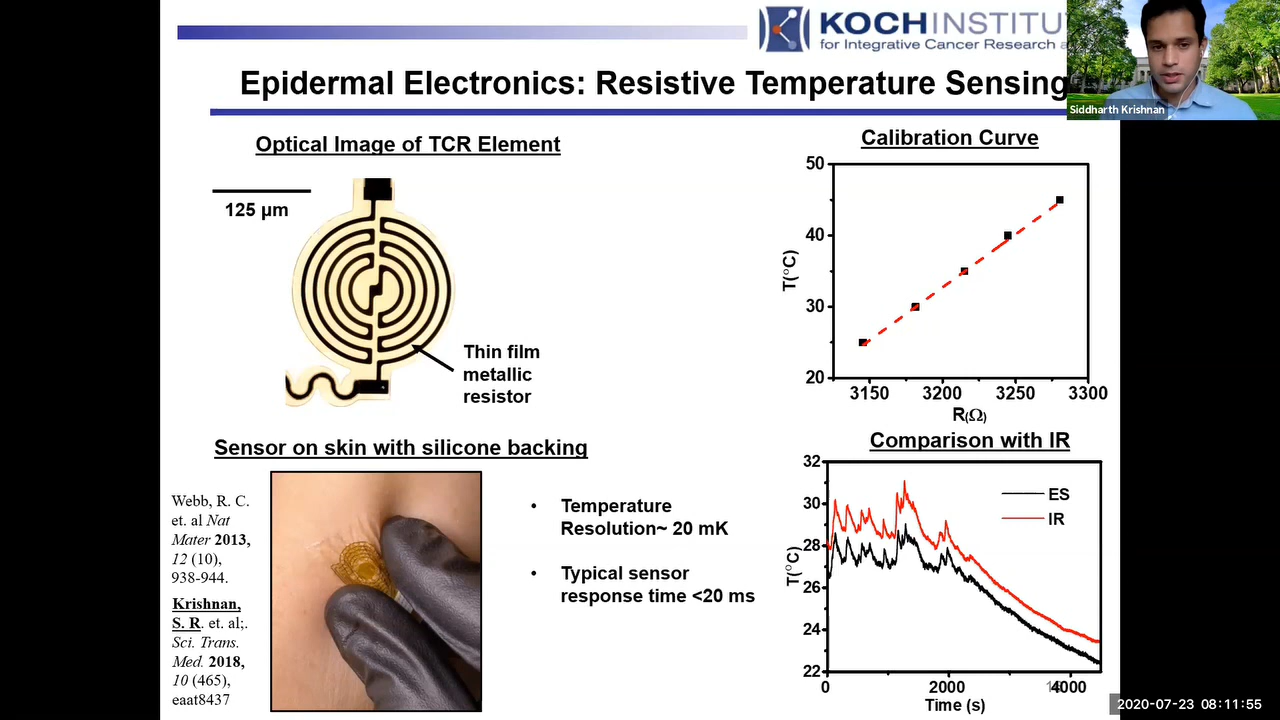 KOCH INSTITU
for Integrative Cancer Research a
Siddharth Krishnan
Epidermal Electronics: Resistive Temperature Sensing
Optical Image of TCR Element
125 μm
Thin film
metallic
resistor
Calibration Curve
50
40
30
20
T(°C)
3150 3200 3250 3300
R(Ω)
Sensor on skin with silicone backing
Webb, R. C.
et. al Nat
Mater 2013,
12 (10),
938-944.
Krishnan,
S. R. et. al;.
Sci. Trans.
Med. 2018,
10 (465),
eaat8437
• Temperature
Resolution~ 20 mK
• Typical sensor
response time <20 ms
Comparison with IR
32
30
28
26
24
22
T(°C)
ES
IR
0 2000 4000
Time (s)
2020-07-23 08:11:55